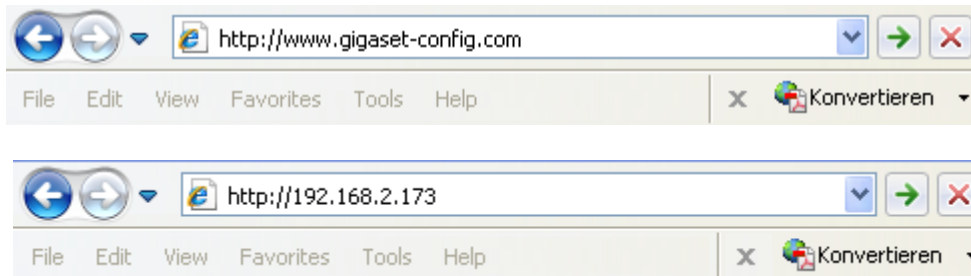 http://www.gigaset-config.com
File Edit View Favorites Tools Help x Konvertieren
http://192.168.2.173
File Edit View Favorites Tools Help x Konvertieren